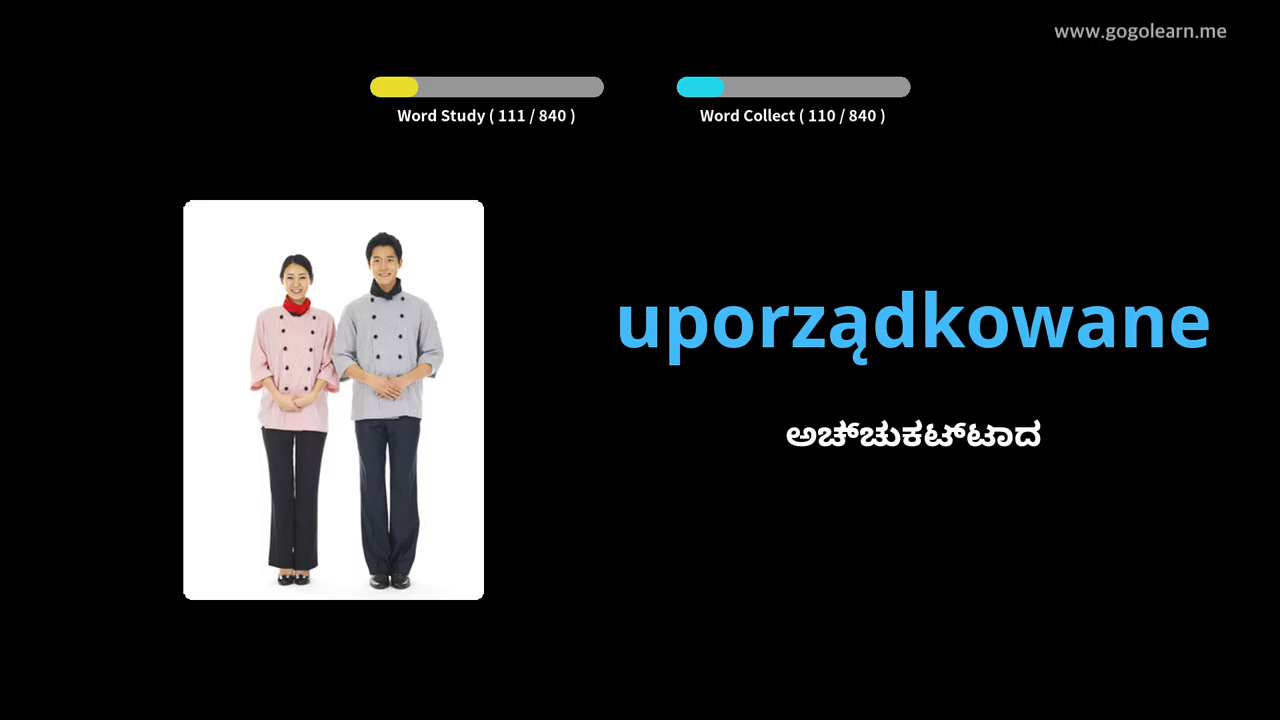 www.gogolearn.me
Word Study ( 111 / 840 )
Word Collect ( 110 / 840 )
uporządkowane
ಅಚ್ಚುಕಟ್ಟಾದ